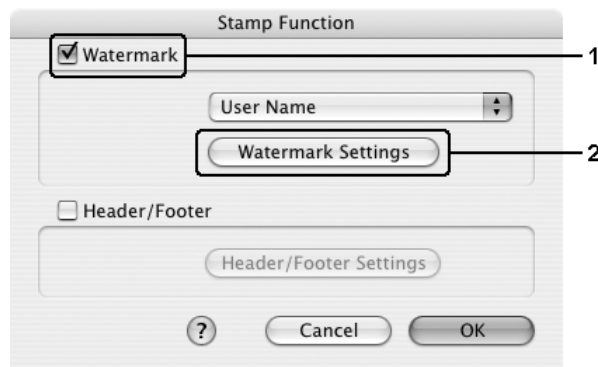 Stamp Function
Watermark
1
User Name
Watermark Settings
2
Header/Footer
Header/Footer Settings
?
Cancel
OK